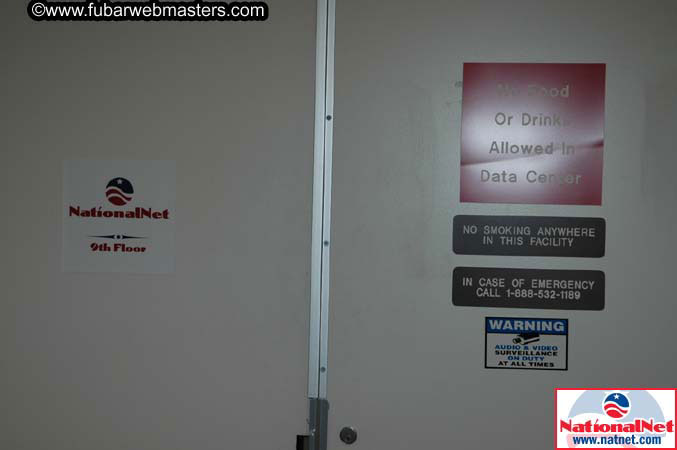 ©www.fubarwebmasters.com
NationalNet
9th Floor
No Food
Or Drinks
Allowed In
Data Center
NO SMOKING ANYWHERE
IN THIS FACILITY
IN CASE OF EMERGENCY
CALL 1-888-532-1189
WARNING
AUDIO & VIDEO
SURVEILLANCE
ON DUTY
AT ALL TIMES
NationalNet
www.natnet.com